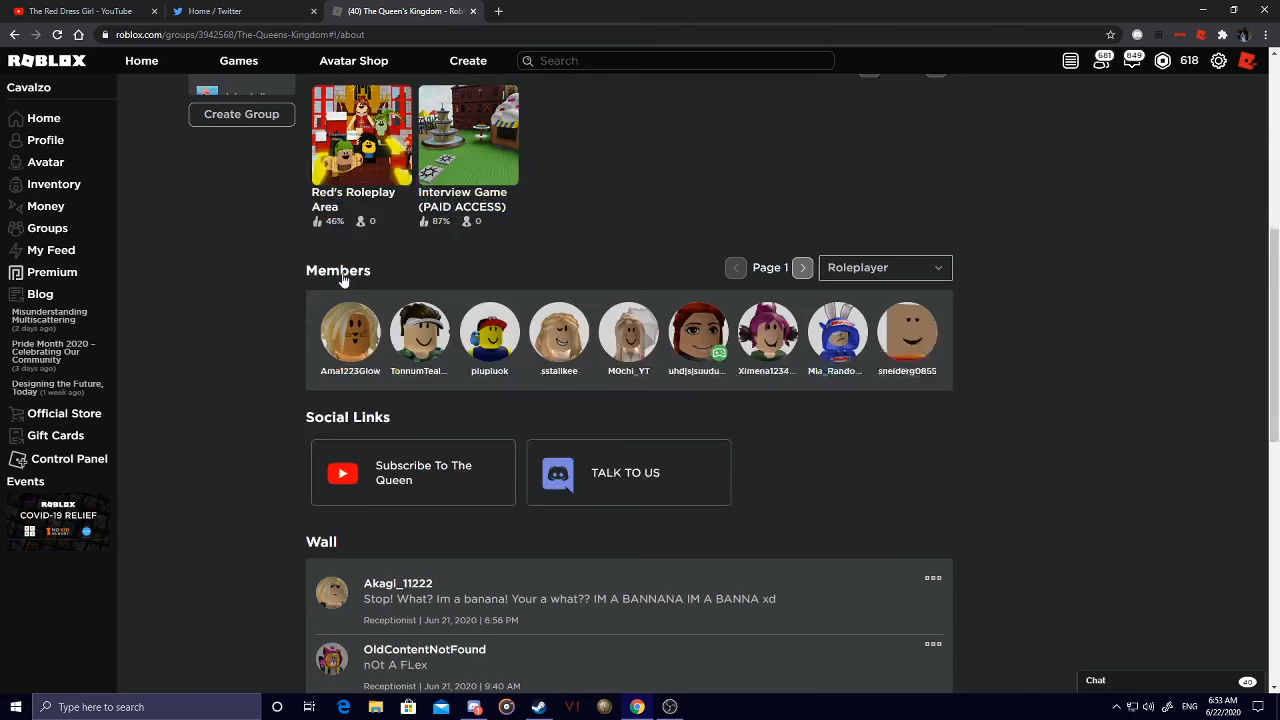 The Red Dress Girl - YouTube
Home / Twitter
(40) The Queen's Kingdom - Robl
roblox.com/groups/3942568/The-Queens-Kingdom#!/about
ROBLOX
Home
Games
Avatar Shop
Create
Search
681
849
618
Cavalzo
Home
Profile
Avatar
Inventory
Money
Groups
My Feed
Premium
Blog
Misunderstanding
Multiscattering
(2 days ago)
Pride Month 2020 –
Celebrating Our
Community
(3 days ago)
Designing the Future,
Today (1 week ago)
Official Store
Gift Cards
Control Panel
Events
ROBLOX
COVID-19 RELIEF
Create Group
Red's Roleplay
Area
46% 0
Interview Game
(PAID ACCESS)
87% 0
Members
Page 1
Roleplayer
Ama1223Glow
TonnumTeal...
piupiuok
.sstallkee
M0chi_YT
uhdjsjsuudu...
Ximena1234...
Mia_Rando...
sneiderg0855
Social Links
Subscribe To The
Queen
TALK TO US
Wall
Akagi_11222
Stop! What? Im a banana! Your a what?? IM A BANNANA IM A BANNA xd
Receptionist | Jun 21, 2020 | 6:56 PM
OldContentNotFound
nOt A FLex
Receptionist | Jun 21, 2020 | 9:40 AM
Chat
40
Type here to search
ENG
6:53 AM
6/22/2020